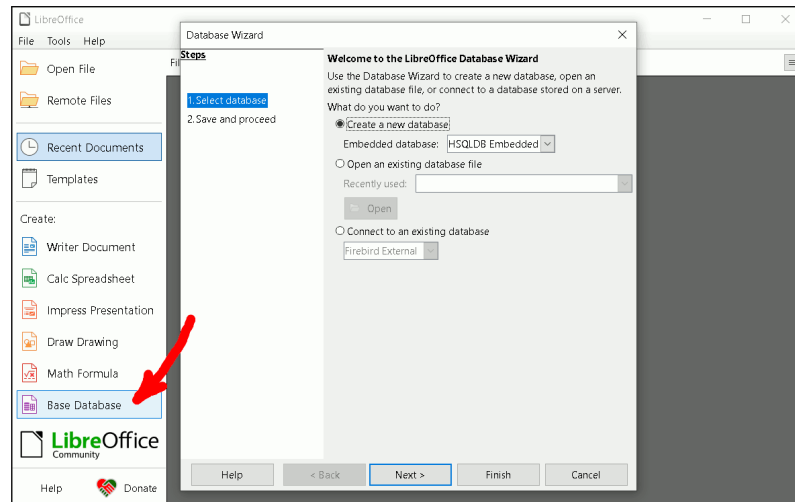 LibreOffice
File Tools Help
Open File
Remote Files
Recent Documents
Templates
Create:
Writer Document
Calc Spreadsheet
Impress Presentation
Draw Drawing
Math Formula
Base Database
LibreOffice
Community
Help Donate
Fil
Database Wizard
Steps
1. Select database
2. Save and proceed
Welcome to the LibreOffice Database Wizard
Use the Database Wizard to create a new database, open an
existing database file, or connect to a database stored on a server.
What do you want to do?
Create a new database
Embedded database: HSQLDB Embedded
Open an existing database file
Recently used:
Open
Connect to an existing database
Firebird External
Help < Back Next > Finish Cancel